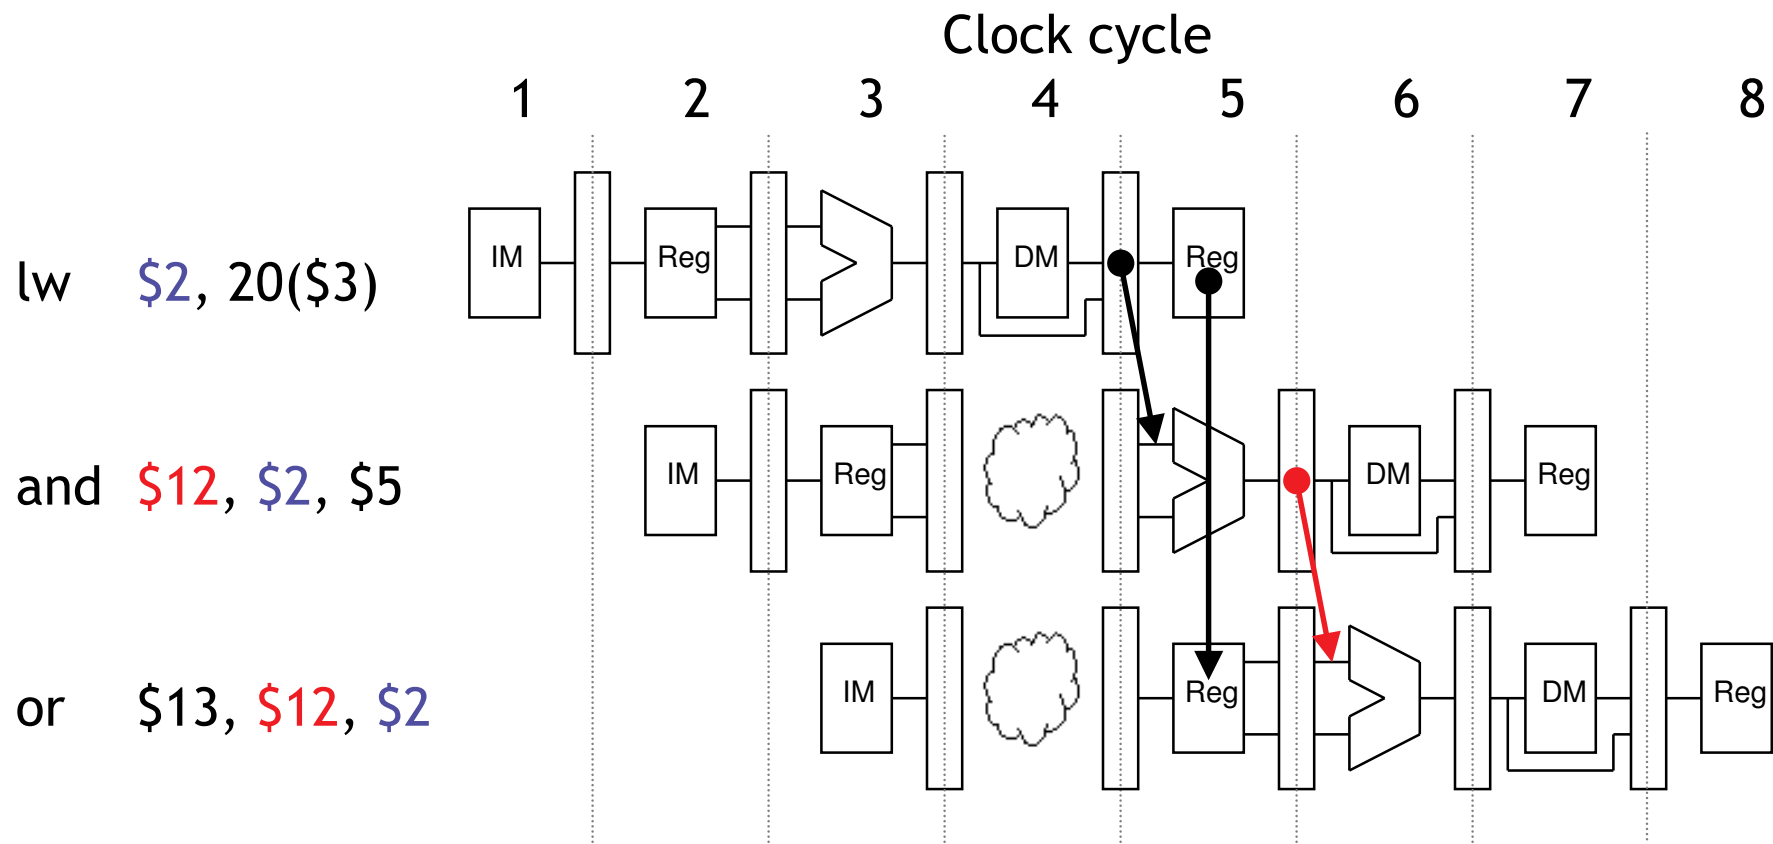 Clock cycle
1 2 3 4 5 6 7 8
lw $2, 20($3) IM Reg DM Reg
and $12, $2, $5 IM Reg DM Reg
or $13, $12, $2 IM Reg DM Reg